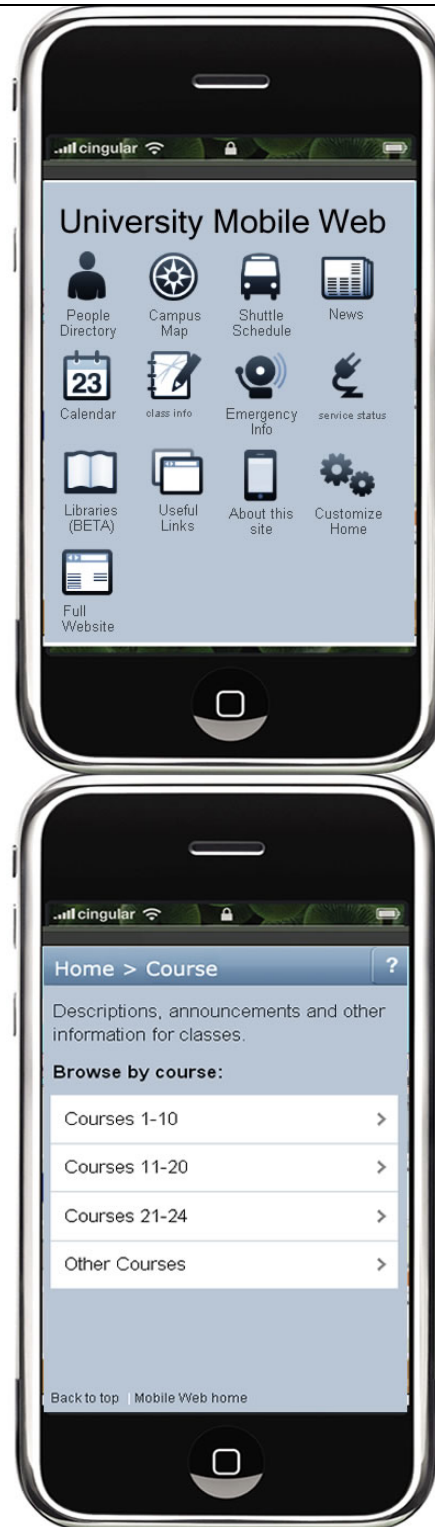 cingular
University Mobile Web
People Directory
Campus Map
Shuttle Schedule
News
23
Calendar
class info
Emergency Info
service status
Libraries (BETA)
Useful Links
About this site
Customize Home
Full Website
cingular
Home > Course
?
Descriptions, announcements and other
information for classes.
Browse by course:
Courses 1-10 >
Courses 11-20 >
Courses 21-24 >
Other Courses >
Back to top | Mobile Web home